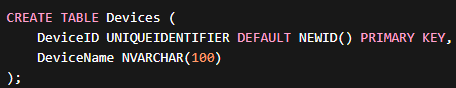 CREATE TABLE Devices (
    DeviceID UNIQUEIDENTIFIER DEFAULT NEWID() PRIMARY KEY,
    DeviceName NVARCHAR(100)
);